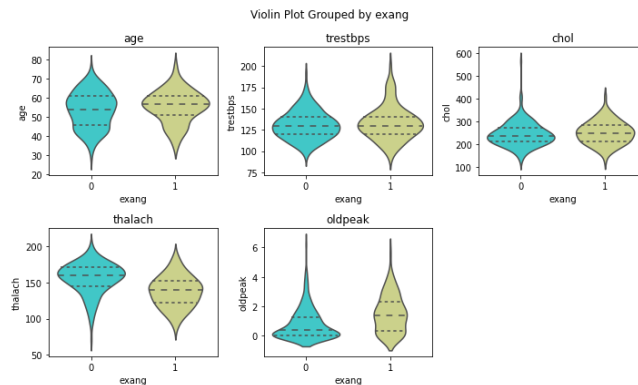 Violin Plot Grouped by exang
age
trestbps
chol
80
70
60
50
40
30
20
age
0
1
exang
200
175
150
125
100
75
trestbps
0
1
exang
600
500
400
300
200
100
chol
0
1
exang
thalach
oldpeak
200
150
100
50
thalach
0
1
exang
6
4
2
0
oldpeak
0
1
exang